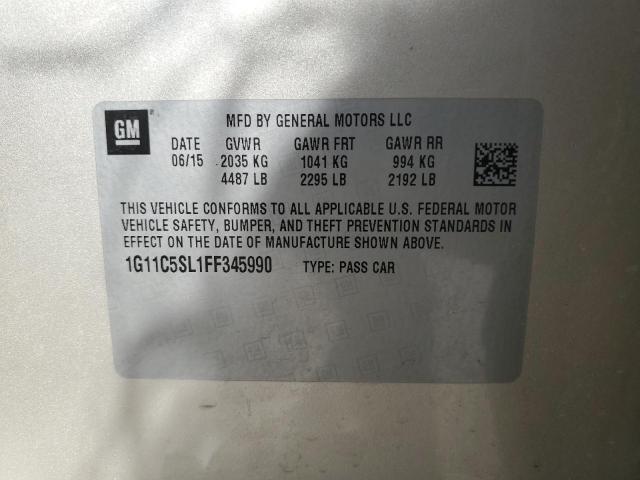 GM
MFD BY GENERAL MOTORS LLC
DATE GVWR GAWR FRT GAWR RR
06/15 2035 KG 1041 KG 994 KG
4487 LB 2295 LB 2192 LB
THIS VEHICLE CONFORMS TO ALL APPLICABLE U.S. FEDERAL MOTOR
VEHICLE SAFETY, BUMPER, AND THEFT PREVENTION STANDARDS IN
EFFECT ON THE DATE OF MANUFACTURE SHOWN ABOVE.
1G11C5SL1FF345990 TYPE: PASS CAR